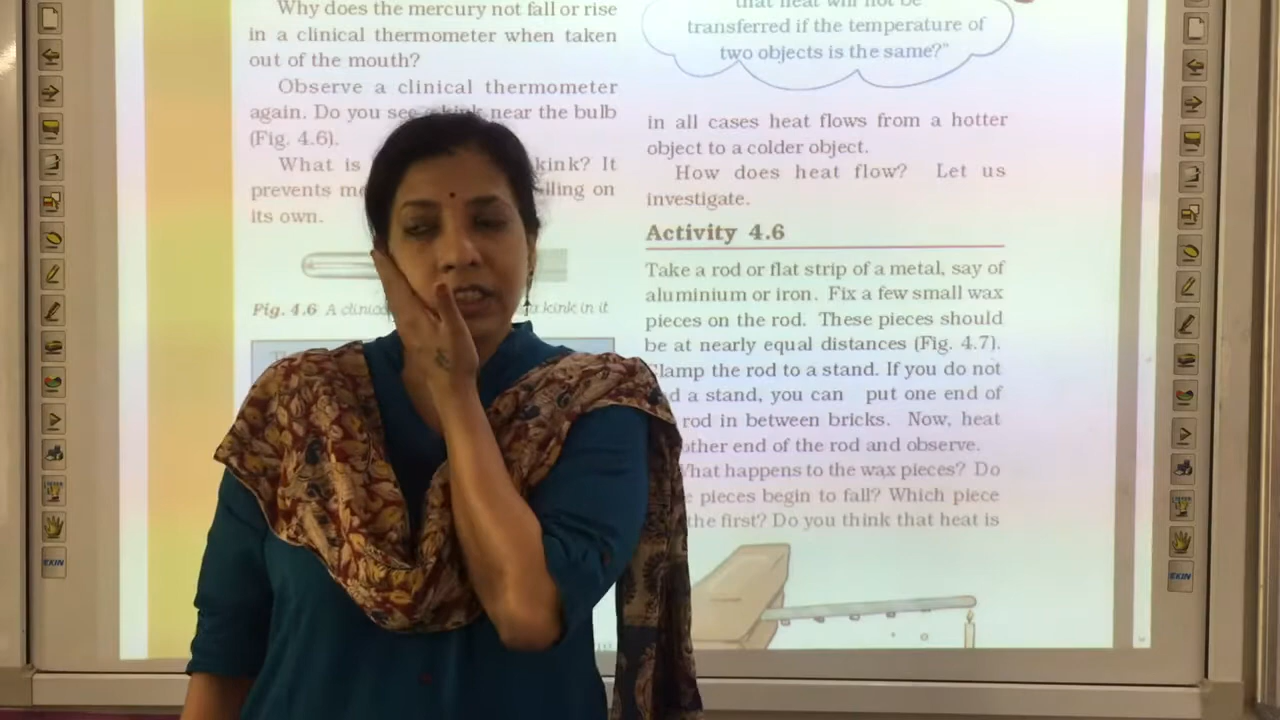 Why does the mercury not fall or rise
in a clinical thermometer when taken
out of the mouth?
Observe a clinical thermometer
again. Do you see a kink near the bulb
(Fig. 4.6).
What is kink? It
prevents on
its own.
Fig. 4.6 A kink in it
that heat will not be
transferred if the temperature of
two objects is the same?"
in all cases heat flows from a hotter
object to a colder object.
How does heat flow? Let us
investigate.
Activity 4.6
Take a rod or flat strip of a metal, say of
aluminium or iron. Fix a few small wax
pieces on the rod. These pieces should
be at nearly equal distances (Fig. 4.7).
Clamp the rod to a stand. If you do not
a stand, you can put one end of
rod in between bricks. Now, heat
other end of the rod and observe.
What happens to the wax pieces? Do
pieces begin to fall? Which piece
the first? Do you think that heat is
EKIN
EKIN